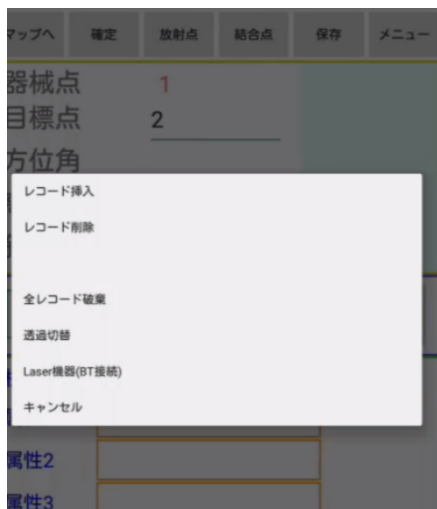 マップへ 確定 放射点 結合点 保存 メニュー
器械点 1
目標点 2
方位角
レコード挿入
レコード削除
全レコード破棄
透過切替
Laser機器(BT接続)
キャンセル
属性2
属性3